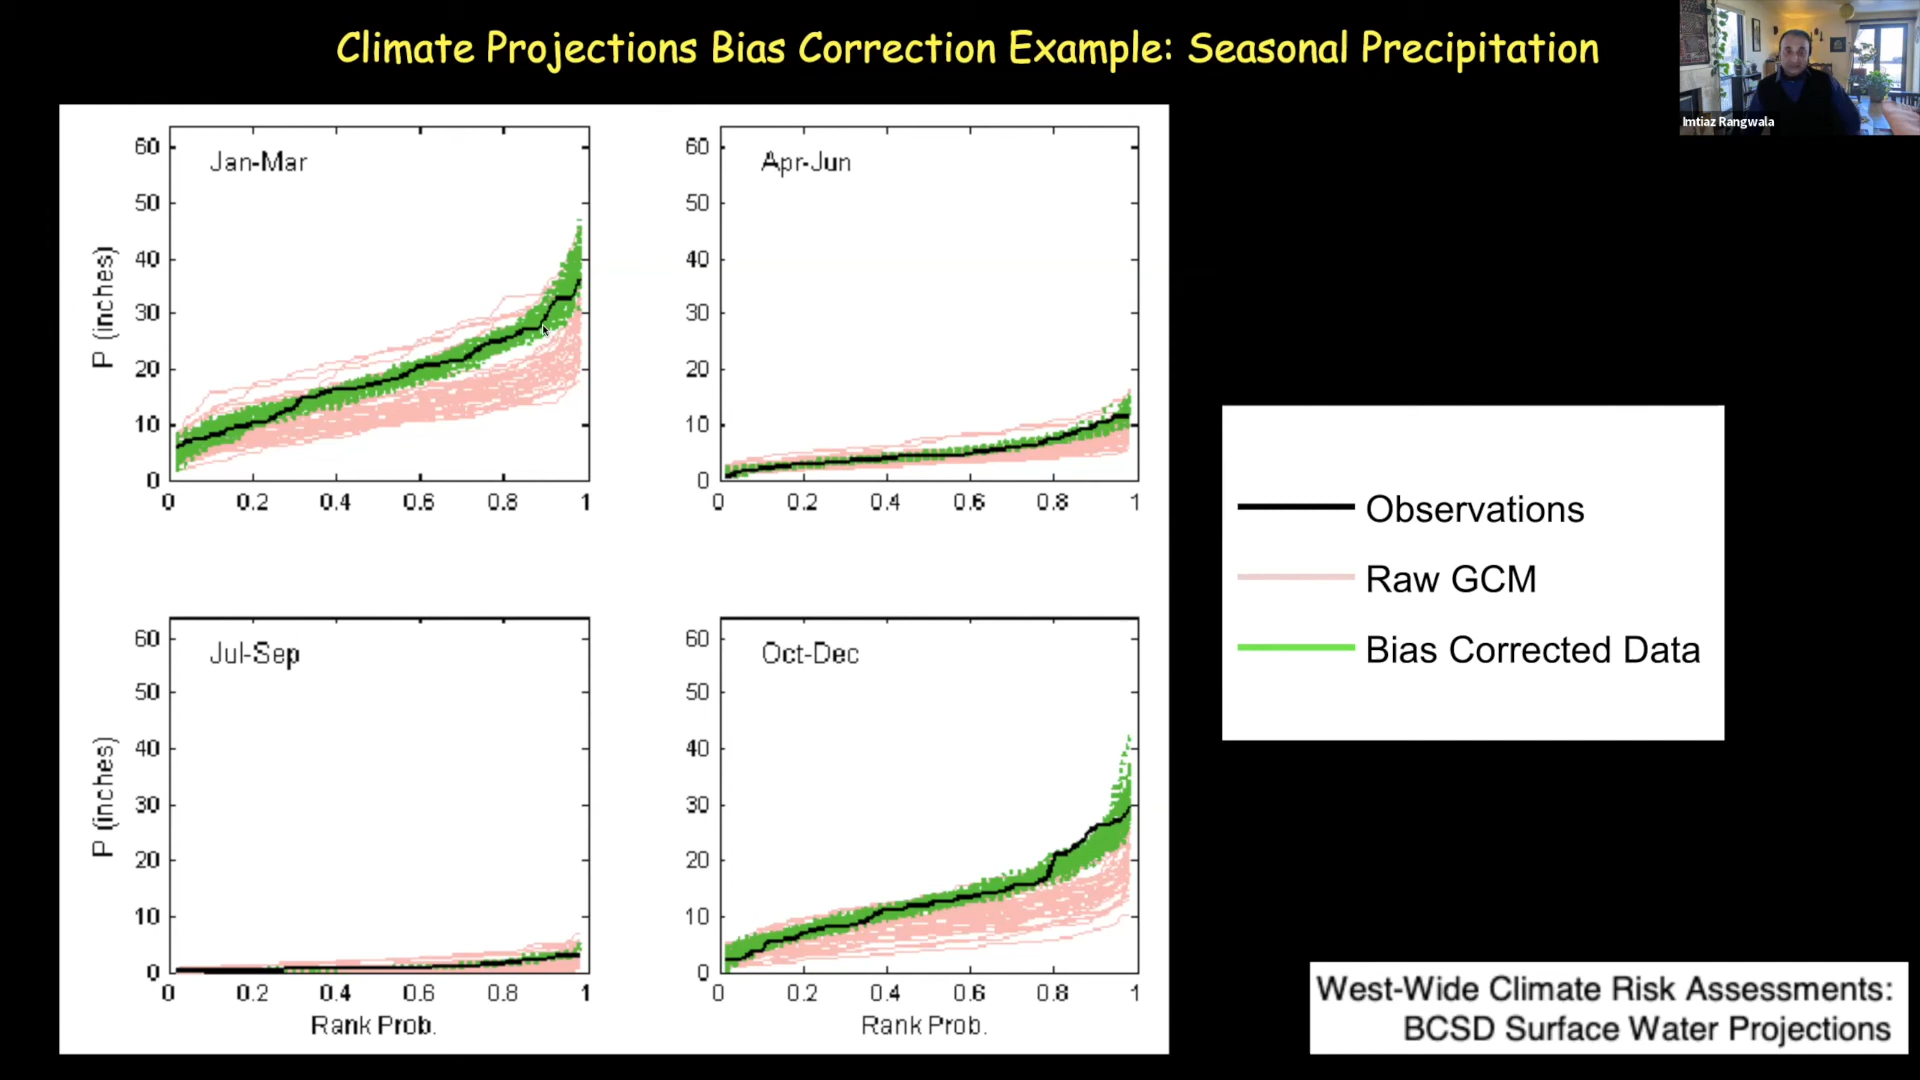 Climate Projections Bias Correction Example: Seasonal Precipitation
Imtiaz Rangwala
Jan-Mar
P (inches)
60
50
40
30
20
10
0
0 0.2 0.4 0.6 0.8 1
Apr-Jun
60
50
40
30
20
10
0
0 0.2 0.4 0.6 0.8 1
Jul-Sep
P (inches)
60
50
40
30
20
10
0
0 0.2 0.4 0.6 0.8 1
Rank Prob.
Oct-Dec
60
50
40
30
20
10
0
0 0.2 0.4 0.6 0.8 1
Rank Prob.
Observations
Raw GCM
Bias Corrected Data
West-Wide Climate Risk Assessments:
BCSD Surface Water Projections